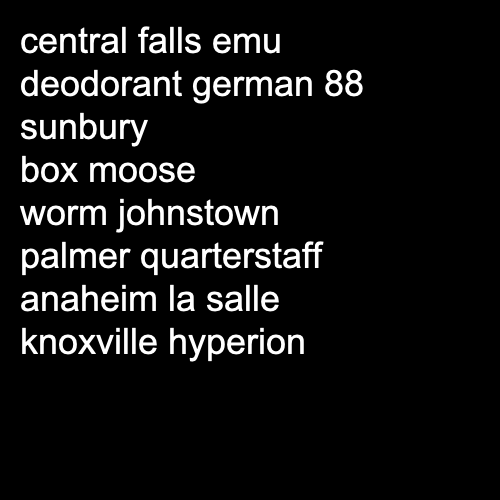 central falls emu
deodorant german 88
sunbury
box moose
worm johnstown
palmer quarterstaff
anaheim la salle
knoxville hyperion